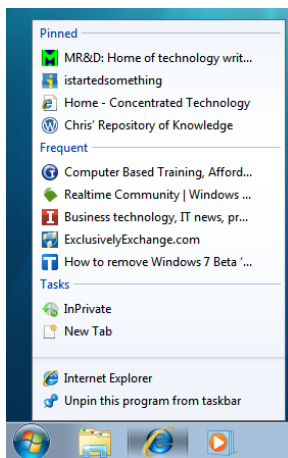 Pinned
MR&D: Home of technology writ...
istartedsomething
Home - Concentrated Technology
Chris' Repository of Knowledge
Frequent
Computer Based Training, Afford...
Realtime Community | Windows ...
Business technology, IT news, pr...
ExclusivelyExchange.com
How to remove Windows 7 Beta '...
Tasks
InPrivate
New Tab
Internet Explorer
Unpin this program from taskbar